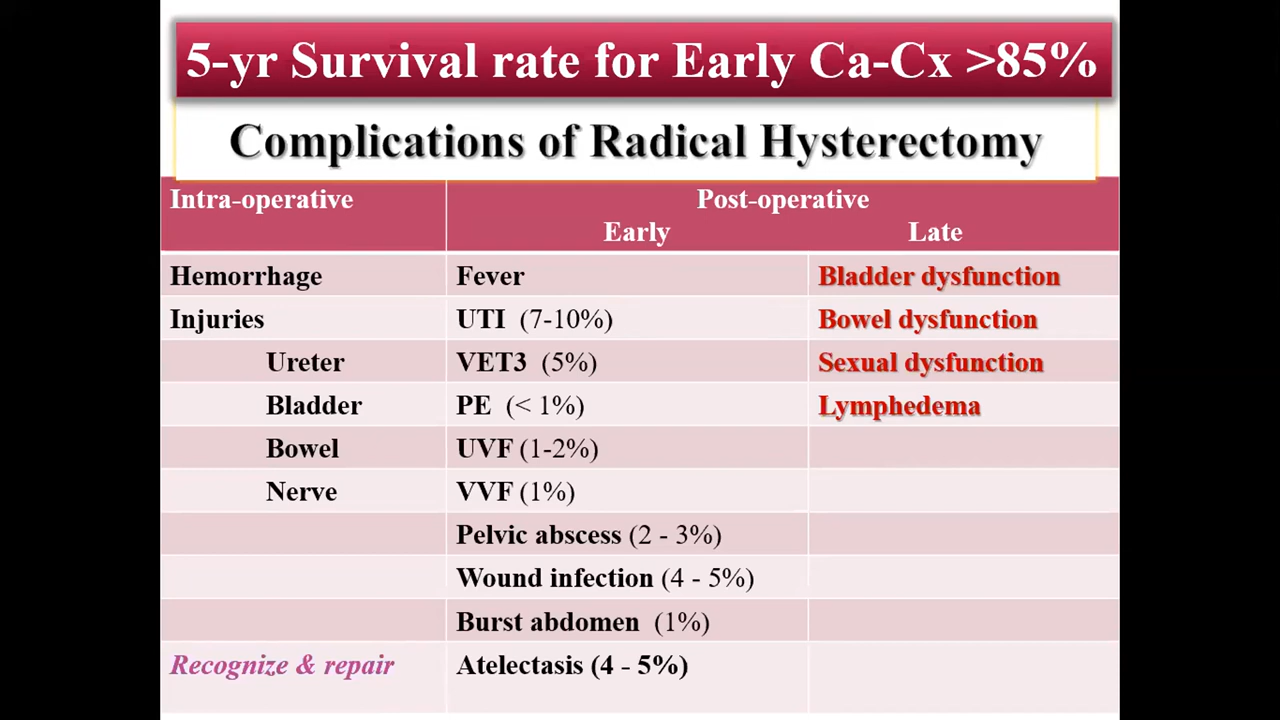 5-yr Survival rate for Early Ca-Cx >85%
Complications of Radical Hysterectomy
Intra-operative Post-operative
Early Late
Hemorrhage Fever Bladder dysfunction
Injuries UTI (7-10%) Bowel dysfunction
Ureter VET3 (5%) Sexual dysfunction
Bladder PE (< 1%) Lymphedema
Bowel UVF (1-2%)
Nerve VVF (1%)
Pelvic abscess (2 - 3%)
Wound infection (4 - 5%)
Burst abdomen (1%)
Recognize & repair Atelectasis (4 - 5%)